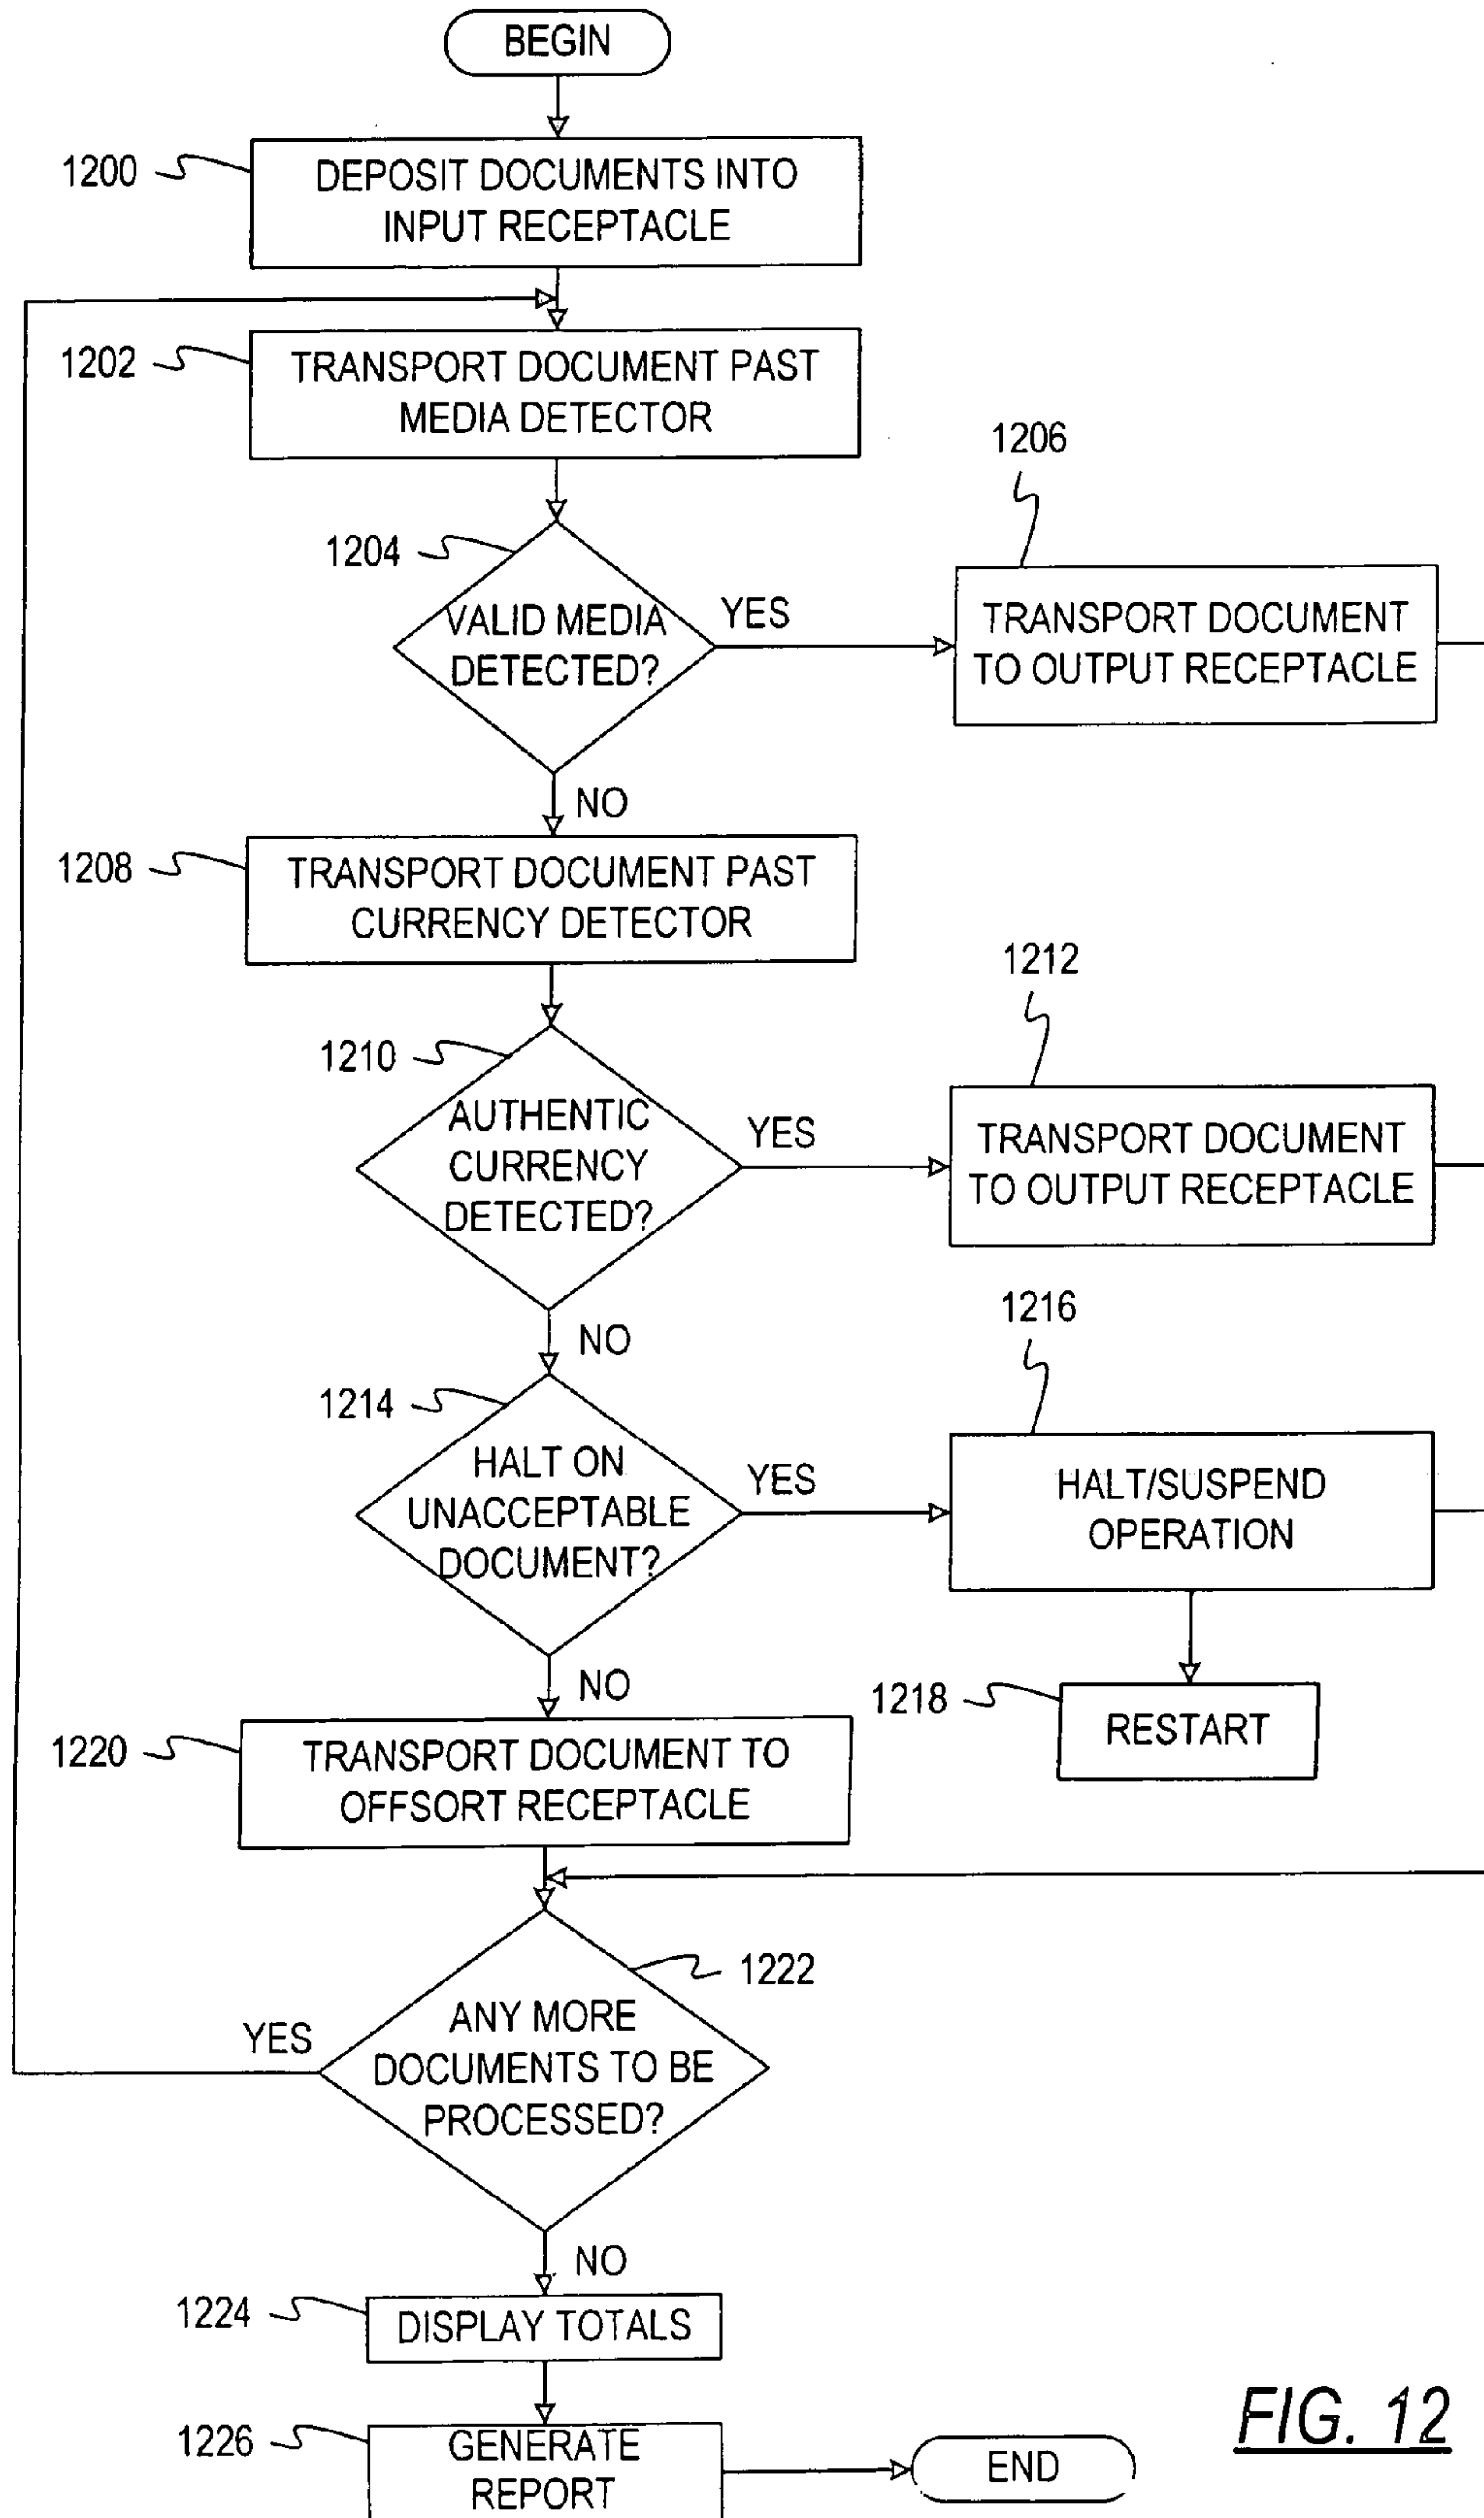 BEGIN
1200
DEPOSIT DOCUMENTS INTO
INPUT RECEPTACLE
1202
TRANSPORT DOCUMENT PAST
MEDIA DETECTOR
1204
VALID MEDIA
DETECTED?
YES
1206
TRANSPORT DOCUMENT
TO OUTPUT RECEPTACLE
NO
1208
TRANSPORT DOCUMENT PAST
CURRENCY DETECTOR
1210
AUTHENTIC
CURRENCY
DETECTED?
YES
1212
TRANSPORT DOCUMENT
TO OUTPUT RECEPTACLE
NO
1214
HALT ON
UNACCEPTABLE
DOCUMENT?
YES
1216
HALT/SUSPEND
OPERATION
NO
1218
RESTART
1220
TRANSPORT DOCUMENT TO
OFFSORT RECEPTACLE
1222
ANY MORE
DOCUMENTS TO BE
PROCESSED?
YES
NO
1224
DISPLAY TOTALS
1226
GENERATE
REPORT
END
FIG. 12